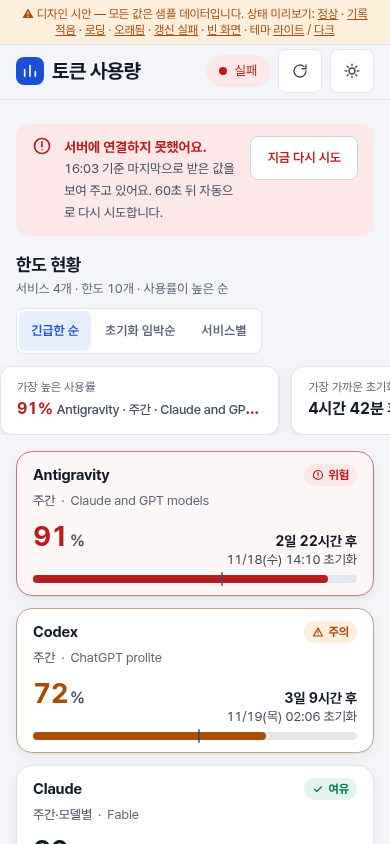 ⚠ 디자인 시안 — 모든 값은 샘플 데이터입니다. 상태 미리보기: 정상 · 기록
적음 · 로딩 · 오래됨 · 갱신 실패 · 빈 화면 · 테마 라이트 / 다크
토큰 사용량
실패
서버에 연결하지 못했어요.
16:03 기준 마지막으로 받은 값을
보여 주고 있어요. 60초 뒤 자동으
로 다시 시도합니다.
지금 다시 시도
한도 현황
서비스 4개 · 한도 10개 · 사용률이 높은 순
긴급한 순
초기화 임박순
서비스별
가장 높은 사용률
91% Antigravity · 주간 · Claude and GP...
가장 가까운 초기화
4시간 42분
Antigravity
위험
주간 · Claude and GPT models
91%
2일 22시간 후
11/18(수) 14:10 초기화
Codex
주의
주간 · ChatGPT prolite
72%
3일 9시간 후
11/19(목) 02:06 초기화
Claude
여유
주간·모델별 · Fable